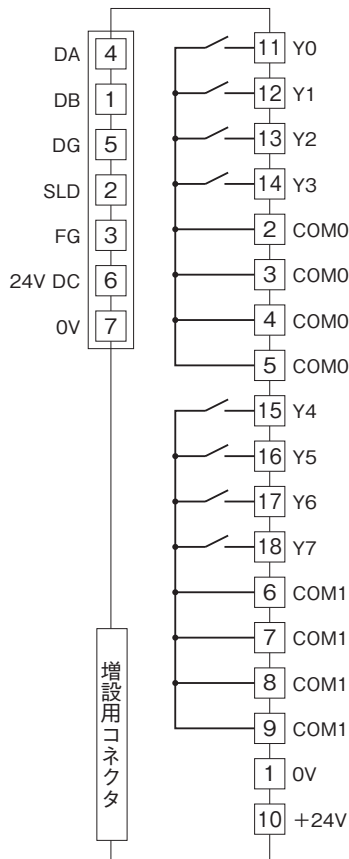 DA 4
DB 1
DG 5
SLD 2
FG 3
24V DC 6
0V 7
増設用コネクタ
11 Y0
12 Y1
13 Y2
14 Y3
2 COM0
3 COM0
4 COM0
5 COM0
15 Y4
16 Y5
17 Y6
18 Y7
6 COM1
7 COM1
8 COM1
9 COM1
1 0V
10 +24V